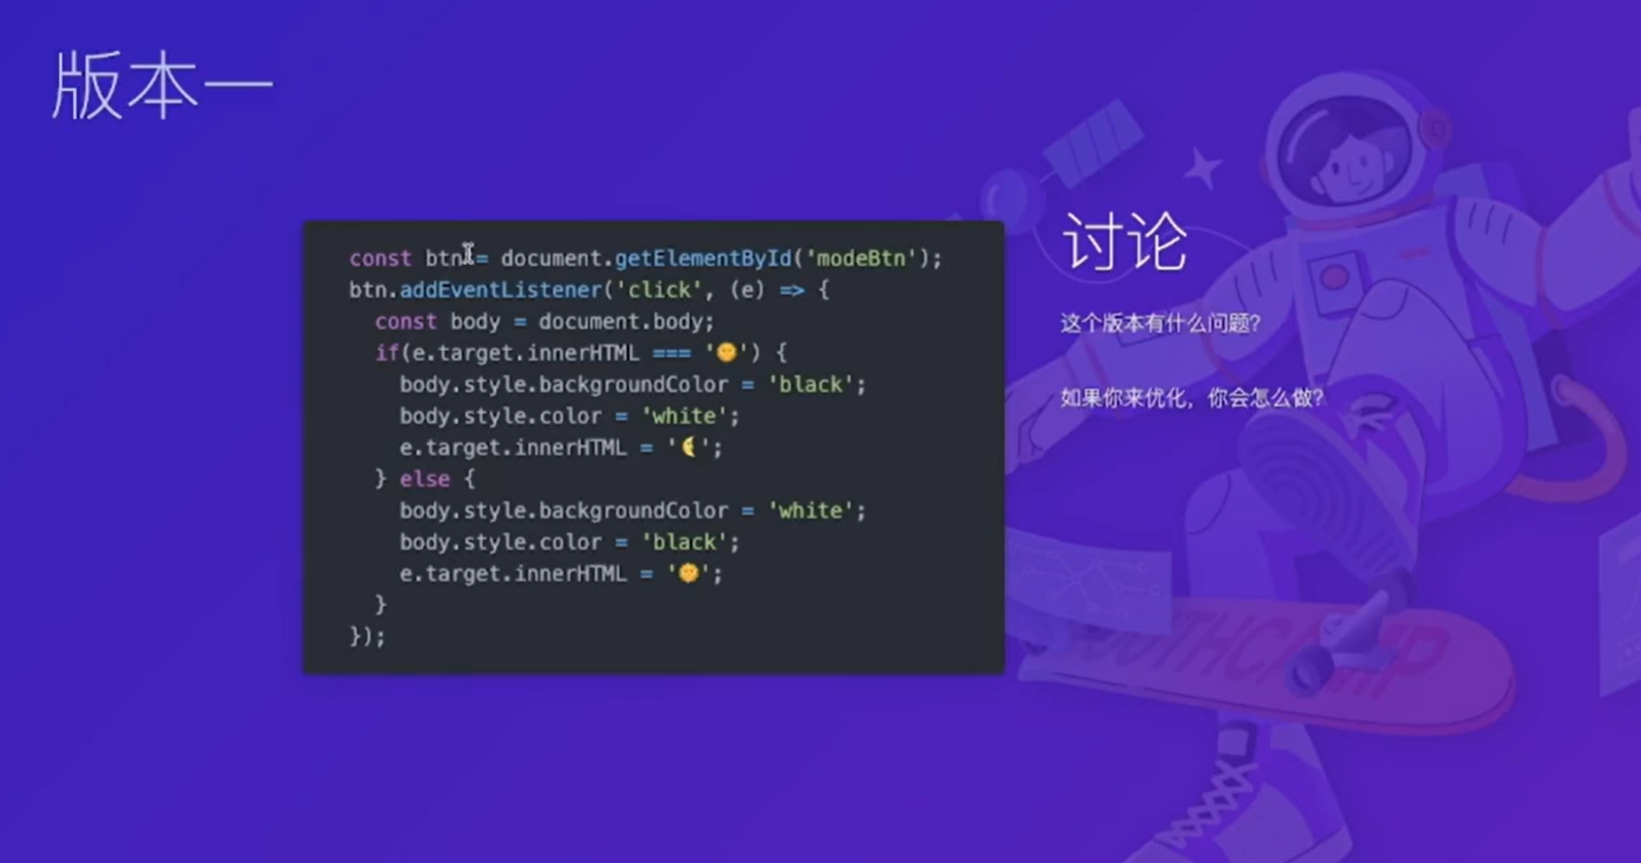 版本一
const btn = document.getElementById('modeBtn');
btn.addEventListener('click', (e) => {
  const body = document.body;
  if(e.target.innerHTML === '🌞') {
    body.style.backgroundColor = 'black';
    body.style.color = 'white';
    e.target.innerHTML = '🌜';
  } else {
    body.style.backgroundColor = 'white';
    body.style.color = 'black';
    e.target.innerHTML = '🌞';
  }
});
讨论
这个版本有什么问题?
如果你来优化，你会怎么做?
YOUTHCAMP